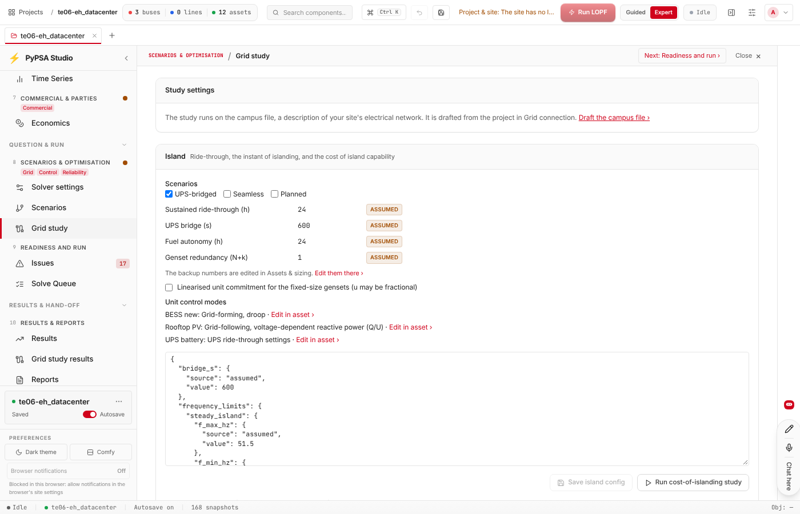 Projects / te06-eh_datacenter
3 buses 0 lines 12 assets
Search components...
Ctrl K
Project & site: The site has no l...
Run LOPF
Guided Expert
Idle
A
te06-eh_datacenter
PyPSA Studio
SCENARIOS & OPTIMISATION / Grid study
Next: Readiness and run ›
Close ×
Time Series
7 COMMERCIAL & PARTIES
Commercial
Economics
QUESTION & RUN
8 SCENARIOS & OPTIMISATION
Grid Control Reliability
Solver settings
Scenarios
Grid study
9 READINESS AND RUN
Issues 17
Solve Queue
RESULTS & HAND-OFF
10 RESULTS & REPORTS
Results
Grid study results
Reports
te06-eh_datacenter
Saved Autosave
PREFERENCES
Dark theme Comfy
Browser notifications Off
Blocked in this browser: allow notifications in the browser's site settings
Study settings
The study runs on the campus file, a description of your site's electrical network. It is drafted from the project in Grid connection. Draft the campus file ›
Island Ride-through, the instant of islanding, and the cost of island capability
Scenarios
UPS-bridged Seamless Planned
Sustained ride-through (h) 24 ASSUMED
UPS bridge (s) 600 ASSUMED
Fuel autonomy (h) 24 ASSUMED
Genset redundancy (N+k) 1 ASSUMED
The backup numbers are edited in Assets & sizing. Edit them there ›
Linearised unit commitment for the fixed-size gensets (u may be fractional)
Unit control modes
BESS new: Grid-forming, droop · Edit in asset ›
Rooftop PV: Grid-following, voltage-dependent reactive power (Q/U) · Edit in asset ›
UPS battery: UPS ride-through settings · Edit in asset ›
{
"bridge_s": {
"source": "assumed",
"value": 600
},
"frequency_limits": {
"steady_island": {
"f_max_hz": {
"source": "assumed",
"value": 51.5
},
"f_min_hz": {
Save island config
Run cost-of-islanding study
Chat here
Idle te06-eh_datacenter Autosave on 168 snapshots
Obj: —